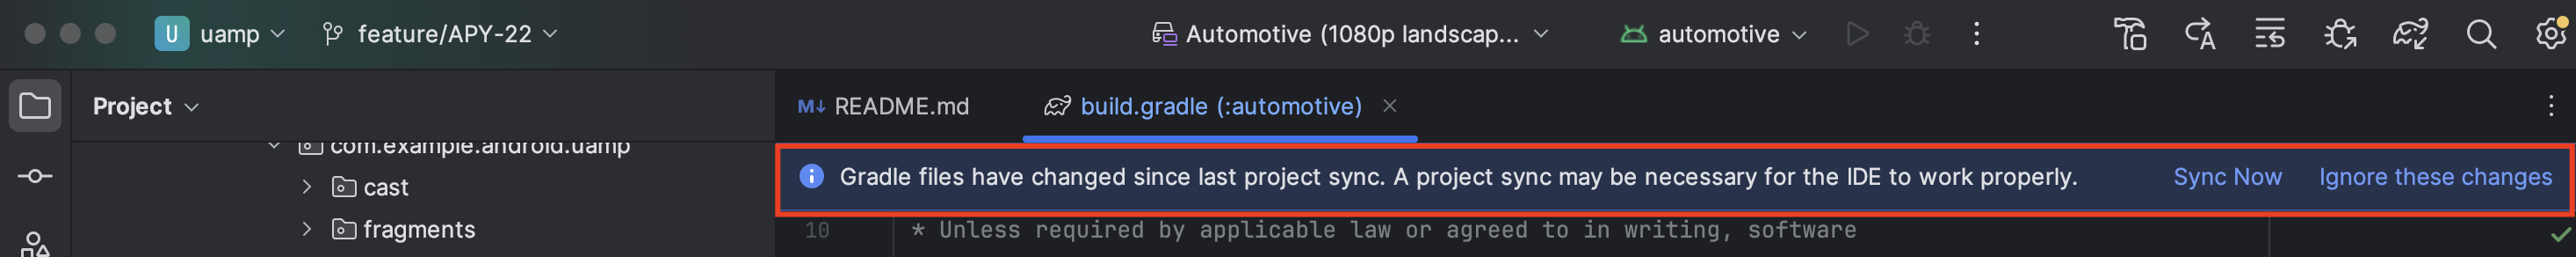 U uamp feature/APY-22 Automotive (1080p landscap... automotive
Project README.md build.gradle (:automotive)
com.example.android.uamp
Gradle files have changed since last project sync. A project sync may be necessary for the IDE to work properly. Sync Now Ignore these changes
cast
fragments
10 * Unless required by applicable law or agreed to in writing, software